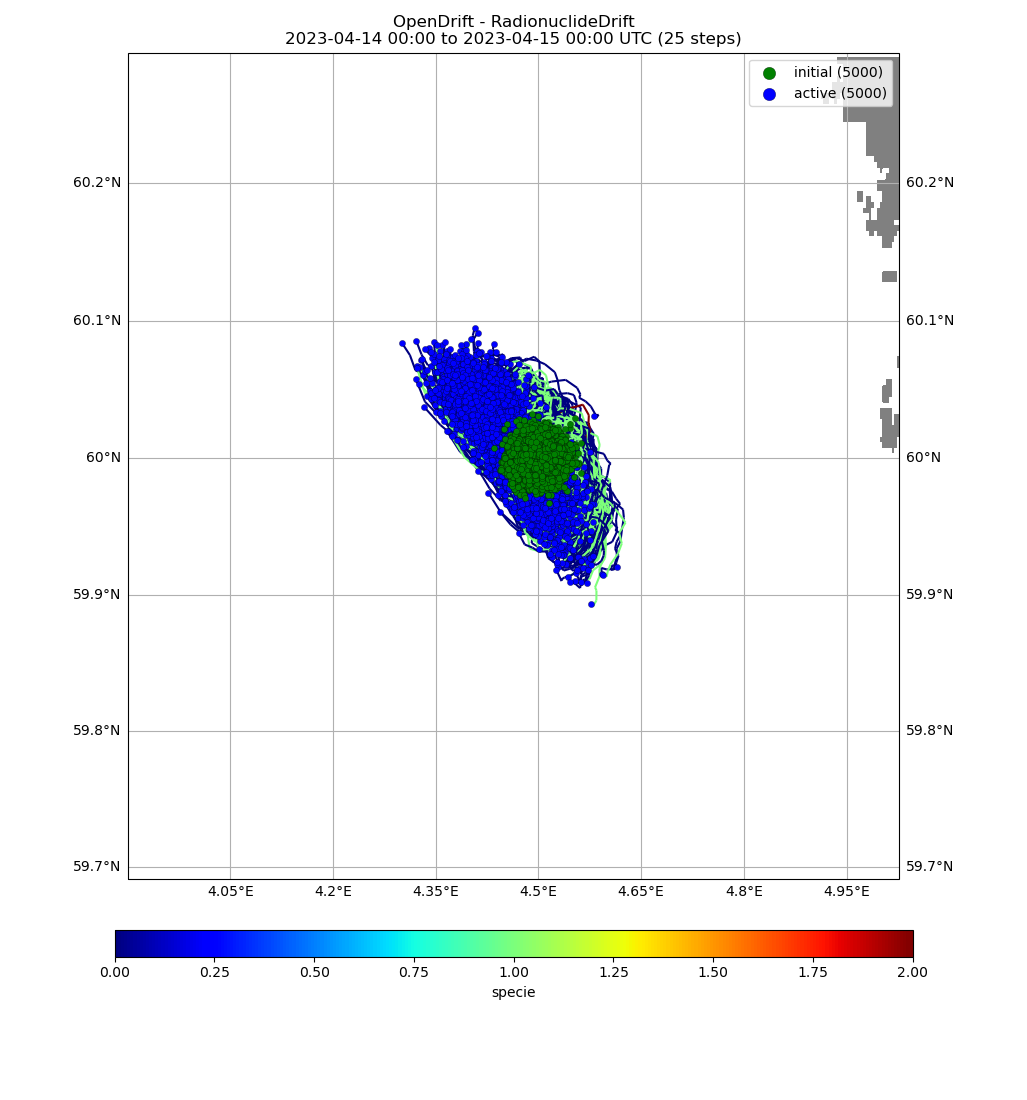 OpenDrift - RadionuclideDrift
2023-04-14 00:00 to 2023-04-15 00:00 UTC (25 steps)
initial (5000)
active (5000)
60.2°N 60.2°N
60.1°N 60.1°N
60°N 60°N
59.9°N 59.9°N
59.8°N 59.8°N
59.7°N 59.7°N
4.05°E 4.2°E 4.35°E 4.5°E 4.65°E 4.8°E 4.95°E
0.00 0.25 0.50 0.75 1.00 1.25 1.50 1.75 2.00
specie